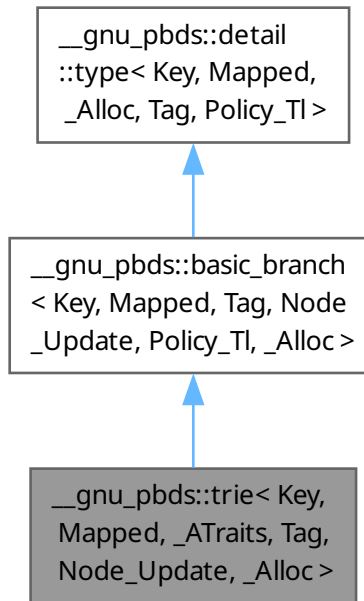 __gnu_pbds::detail
::type< Key, Mapped,
_Alloc, Tag, Policy_Tl >
__gnu_pbds::basic_branch
< Key, Mapped, Tag, Node
_Update, Policy_Tl, _Alloc >
__gnu_pbds::trie< Key,
Mapped, _ATraits, Tag,
Node_Update, _Alloc >